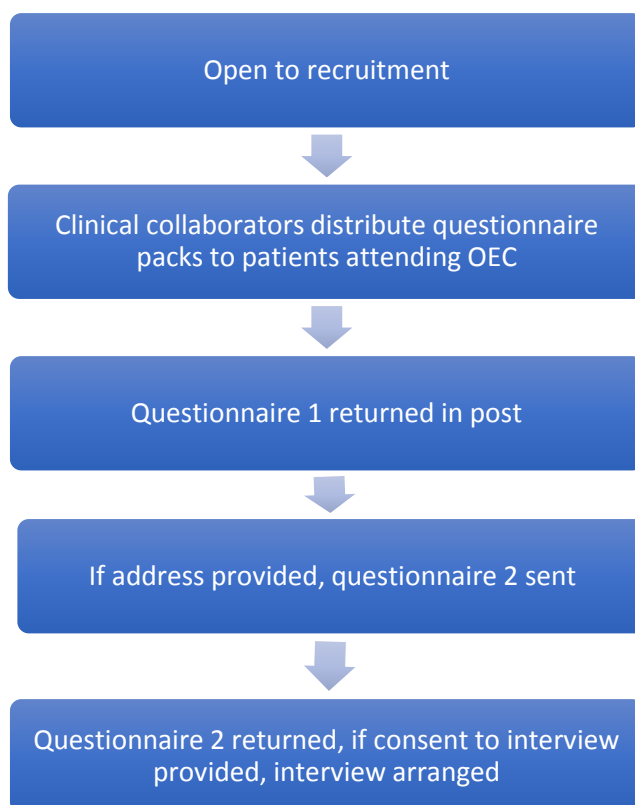 Open to recruitment
Clinical collaborators distribute questionnaire
packs to patients attending OEC
Questionnaire 1 returned in post
If address provided, questionnaire 2 sent
Questionnaire 2 returned, if consent to interview
provided, interview arranged